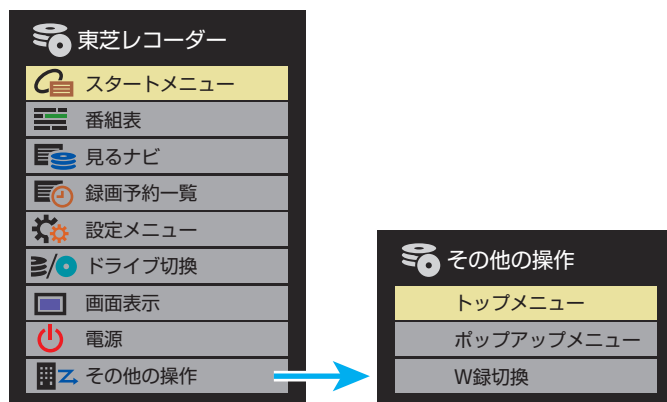 東芝レコーダー
スタートメニュー
番組表
見るナビ
録画予約一覧
設定メニュー
ドライブ切換
画面表示
電源
その他の操作
その他の操作
トップメニュー
ポップアップメニュー
W録切換